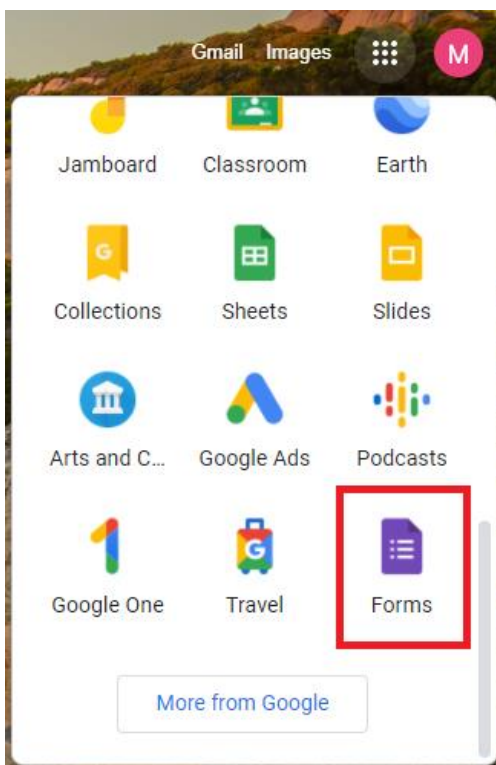 Gmail Images M
Jamboard Classroom Earth
G
Collections Sheets Slides
Arts and C... Google Ads Podcasts
G
Google One Travel Forms
More from Google